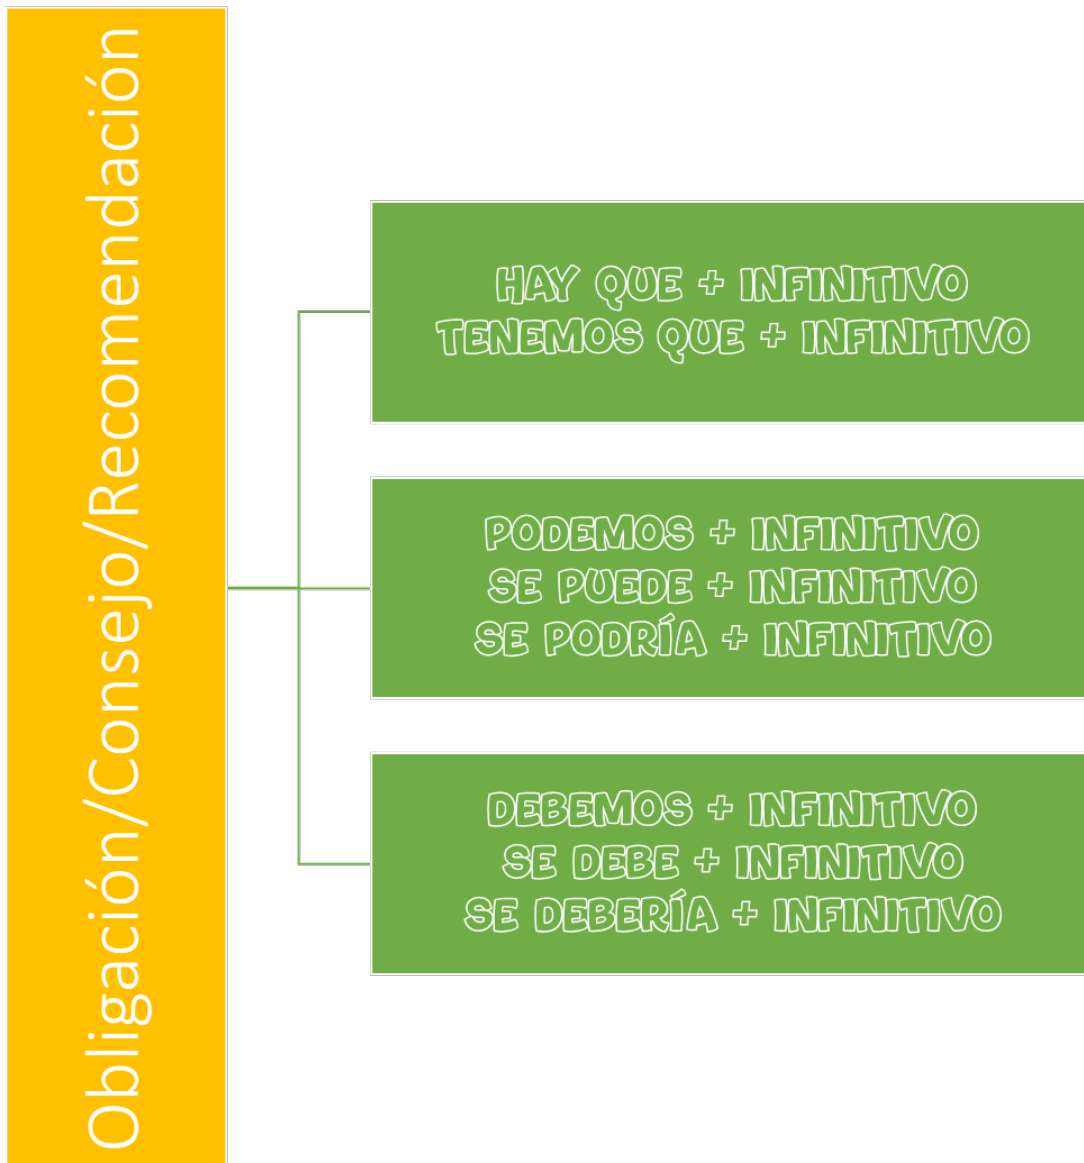 Obligación/Consejo/Recomendación
HAY QUE + INFINITIVO
TENEMOS QUE + INFINITIVO
PODEMOS + INFINITIVO
SE PUEDE + INFINITIVO
SE PODRÍA + INFINITIVO
DEBEMOS + INFINITIVO
SE DEBE + INFINITIVO
SE DEBERÍA + INFINITIVO